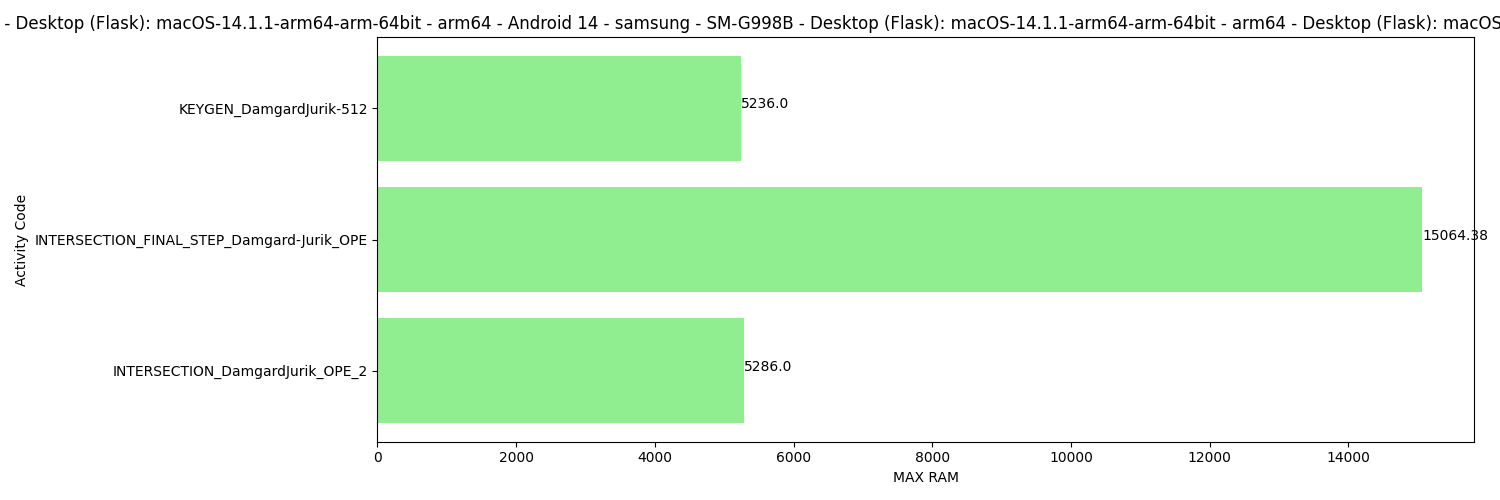 - Desktop (Flask): macOS-14.1.1-arm64-arm-64bit - arm64 - Android 14 - samsung - SM-G998B - Desktop (Flask): macOS-14.1.1-arm64-arm-64bit - arm64 - Desktop (Flask): macOS
KEYGEN_DamgardJurik-512
5236.0
INTERSECTION_FINAL_STEP_Damgard-Jurik_OPE
15064.38
INTERSECTION_DamgardJurik_OPE_2
5286.0
Activity Code
0 2000 4000 6000 8000 10000 12000 14000
MAX RAM